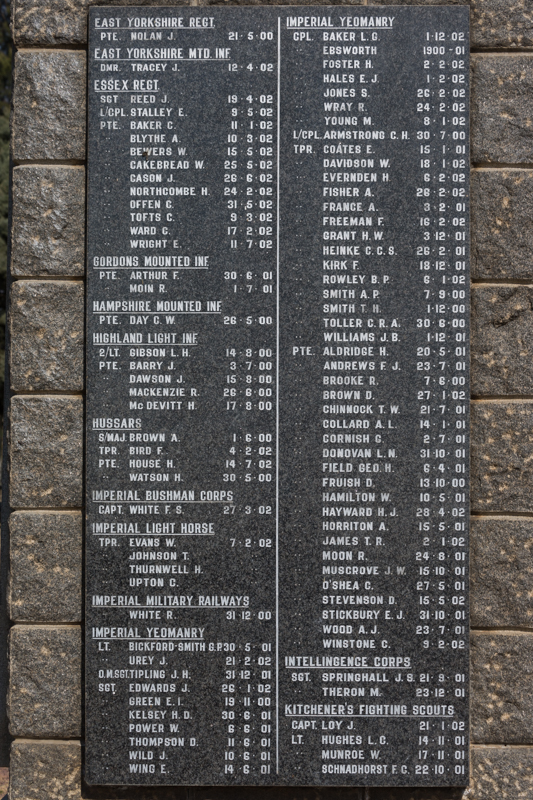 EAST YORKSHIRE REGT
PTE. NOLAN J. 21·5·00
EAST YORKSHIRE MTD INF
DMR. TRACEY J. 12·4·02
ESSEX REGT
SGT REED J. 19·4·02
L/CPL. STALLEY E. 9·5·02
PTE. BAKER C. 11·1·02
" BLYTHE A. 10·3·02
" BEWERS W. 15·5·02
" CAKEBREAD W. 25·5·02
" CASON J. 26·6·02
" NORTHCOMBE H. 24·2·02
" OFFEN C. 31·5·02
" TOFTS C. 9·3·02
" WARD G. 17·2·02
" WRIGHT E. 11·7·02
GORDONS MOUNTED INF
PTE. ARTHUR F. 30·6·01
" MOIN R. 1·7·01
HAMPSHIRE MOUNTED INF
PTE. DAY C.W. 26·5·00
HIGHLAND LIGHT INF
2/LT. GIBSON L.H. 14·8·00
PTE. BARRY J. 3·7·00
" DAWSON J. 15·8·00
" MACKENZIE R. 26·6·00
" McDEVITT H. 17·8·00
HUSSARS
S/MAJ. BROWN A. 1·6·00
TPR. BIRD F. 4·2·02
PTE. HOUSE H. 14·7·02
" WATSON H. 30·5·00
IMPERIAL BUSHMAN CORPS
CAPT. WHITE F.S. 27·3·02
IMPERIAL LIGHT HORSE
TPR. EVANS W. 7·2·02
" JOHNSON T.
" THURNWELL H.
" UPTON C.
IMPERIAL MILITARY RAILWAYS
WHITE R. 31·12·00
IMPERIAL YEOMANRY
LT. BICKFORD-SMITH G.P. 30·5·01
" UREY J. 21·2·02
Q.M.SGT. TIPLING J.H. 31·12·01
SGT. EDWARDS J. 26·1·02
" GREEN E.I. 19·11·00
" KELSEY H.D. 30·6·01
" POWER W. 6·6·01
" THOMPSON D. 11·6·01
" WILD J. 10·6·01
" WING E. 14·6·01
IMPERIAL YEOMANRY
CPL. BAKER L.G 1·12·02
" EBSWORTH 1900-01
" FOSTER H. 2·2·02
" HALES E.J. 1·2·02
" JONES S. 26·2·02
" WRAY R. 24·2·02
" YOUNG M. 8·1·02
L/CPL. ARMSTRONG C.H. 30·7·00
TPR. COATES E. 15·1·01
" DAVIDSON W. 18·1·02
" EVERNDEN H. 6·2·02
" FISHER A. 26·2·02
" FRANCE A. 3·2·01
" FREEMAN F. 16·2·02
" GRANT H.W. 3·12·01
" HEINKE C.C.S. 26·2·01
" KIRK F. 18·12·01
" ROWLEY B.P. 6·1·02
" SMITH A.P. 7·9·00
" SMITH T.H. 1·12·00
" TOLLER C.R.A. 30·6·00
" WILLIAMS J.B. 1·12·01
PTE. ALDRIDGE H. 20·5·01
" ANDREWS F.J. 23·7·01
" BROOKE R. 7·6·00
" BROWN D. 27·1·02
" CHINNOCK T.W. 21·7·01
" COLLARD A.L. 14·1·01
" CORNISH G. 2·7·01
" DONOVAN L.N. 31·10·01
" FIELD GEO.H. 6·4·01
" FRUISH D. 13·10·00
" HAMILTON W. 10·5·01
" HAYWARD H.J. 28·4·02
" HORRITON A. 15·5·01
" JAMES T.R. 2·1·02
" MOON R. 24·8·01
" MUSGROVE J.W. 15·10·01
" O'SHEA C. 27·5·01
" STEVENSON D. 15·5·02
" STICKBURY E.J. 31·10·01
" WOOD A.J. 23·7·01
" WINSTONE C. 9·2·02
INTELLINGENCE CORPS
SGT. SPRINGHALL J.S. 21·9·01
" THERON M. 23·12·01
KITCHENER'S FIGHTING SCOUTS
CAPT. LOY J. 21·1·02
LT. HUGHES L.C. 14·11·01
" MUNROE W. 17·11·01
" SCHNADHORST F.G. 22·10·01